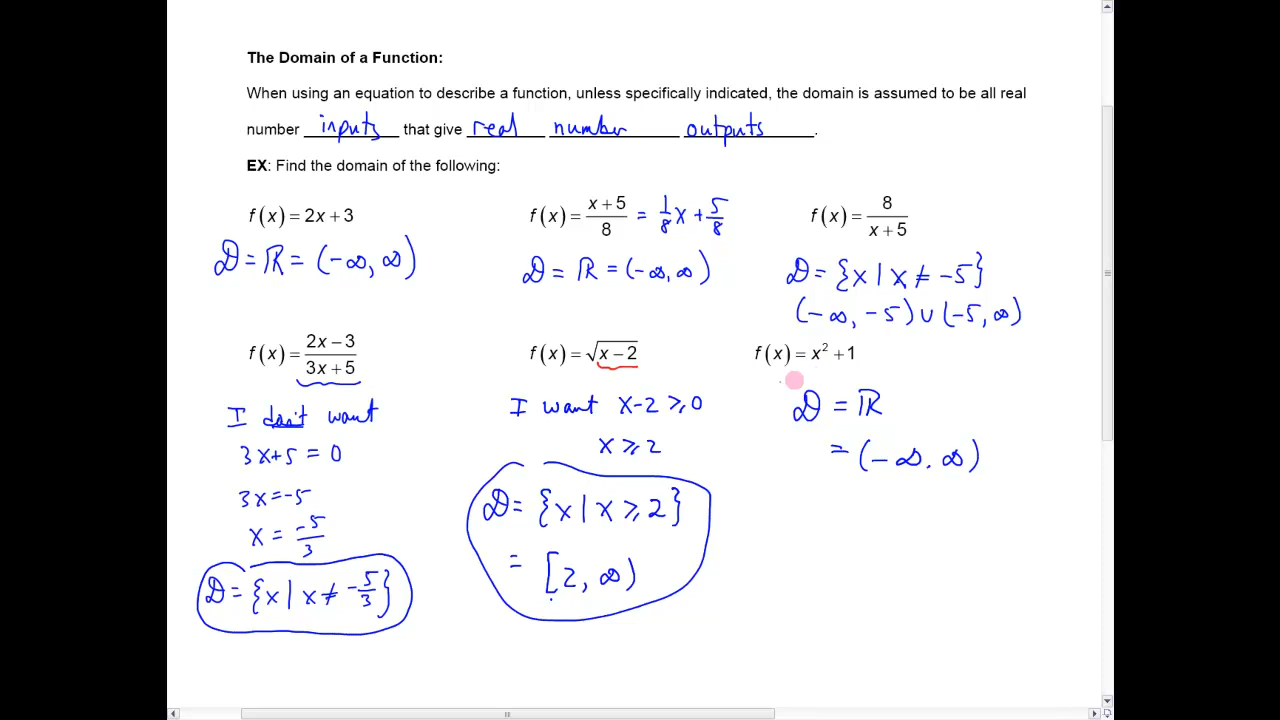 The Domain of a Function:
When using an equation to describe a function, unless specifically indicated, the domain is assumed to be all real
number inputs that give real number outputs.
EX: Find the domain of the following:
f(x) = 2x + 3
D = ℝ = (-∞, ∞)
f(x) = (x + 5)/8 = 1/8 x + 5/8
D = ℝ = (-∞, ∞)
f(x) = 8/(x + 5)
D = {x | x ≠ -5}
(-∞, -5) ∪ (-5, ∞)
f(x) = (2x − 3)/(3x + 5)
I don't want
3x+5 = 0
3x = -5
x = -5/3
D = {x | x ≠ -5/3}
f(x) = √(x − 2)
I want x-2 ⩾ 0
x ⩾ 2
D = {x | x ⩾ 2}
= [2, ∞)
f(x) = x² + 1
D = ℝ
= (-∞, ∞)